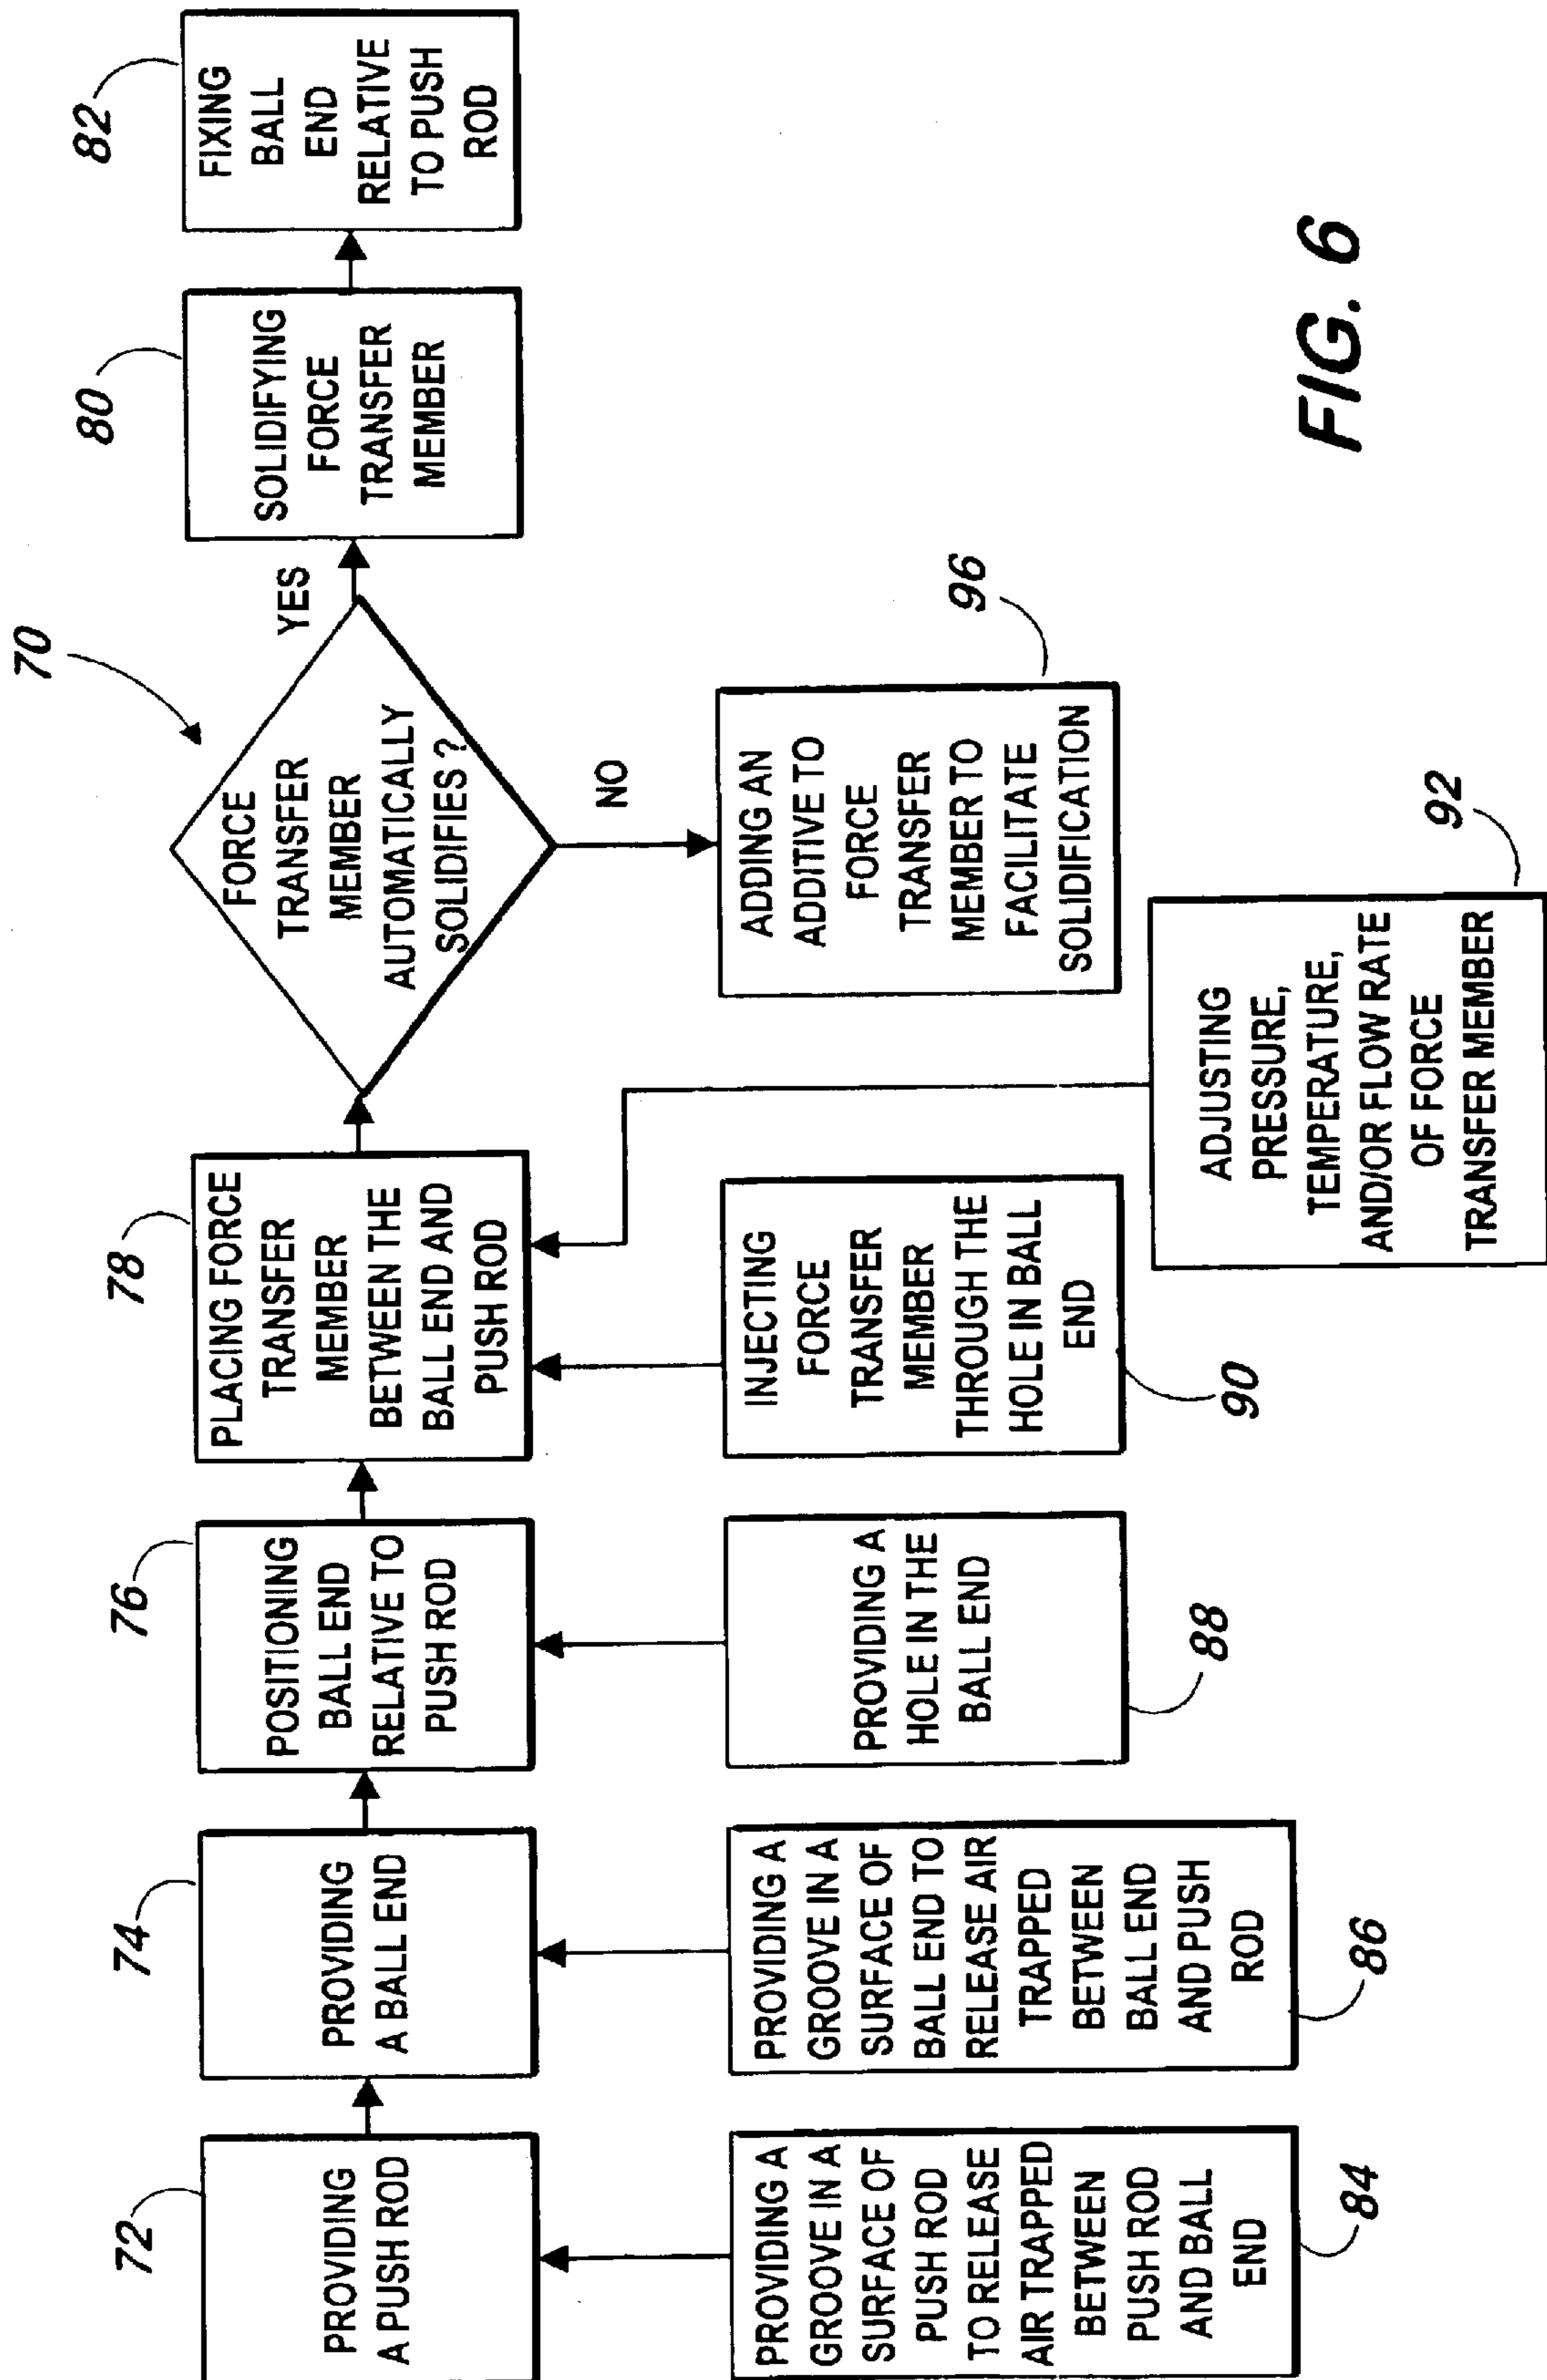 70
72
PROVIDING
A PUSH ROD
74
PROVIDING
A BALL END
76
POSITIONING
BALL END
RELATIVE TO
PUSH ROD
78
PLACING FORCE
TRANSFER
MEMBER
BETWEEN THE
BALL END AND
PUSH ROD
FORCE
TRANSFER
MEMBER
AUTOMATICALLY
SOLIDIFIES ?
YES
NO
80
SOLIDIFYING
FORCE
TRANSFER
MEMBER
82
FIXING
BALL
END
RELATIVE
TO PUSH
ROD
PROVIDING A
GROOVE IN A
SURFACE OF
PUSH ROD
TO RELEASE
AIR TRAPPED
BETWEEN
PUSH ROD
AND BALL
END
84
PROVIDING A
GROOVE IN A
SURFACE OF
BALL END TO
RELEASE AIR
TRAPPED
BETWEEN
BALL END
AND PUSH
ROD
86
PROVIDING A
HOLE IN THE
BALL END
88
INJECTING
FORCE
TRANSFER
MEMBER
THROUGH THE
HOLE IN BALL
END
90
ADDING AN
ADDITIVE TO
FORCE
TRANSFER
MEMBER TO
FACILITATE
SOLIDIFICATION
96
ADJUSTING
PRESSURE,
TEMPERATURE,
AND/OR FLOW RATE
OF FORCE
TRANSFER MEMBER
92
FIG. 6